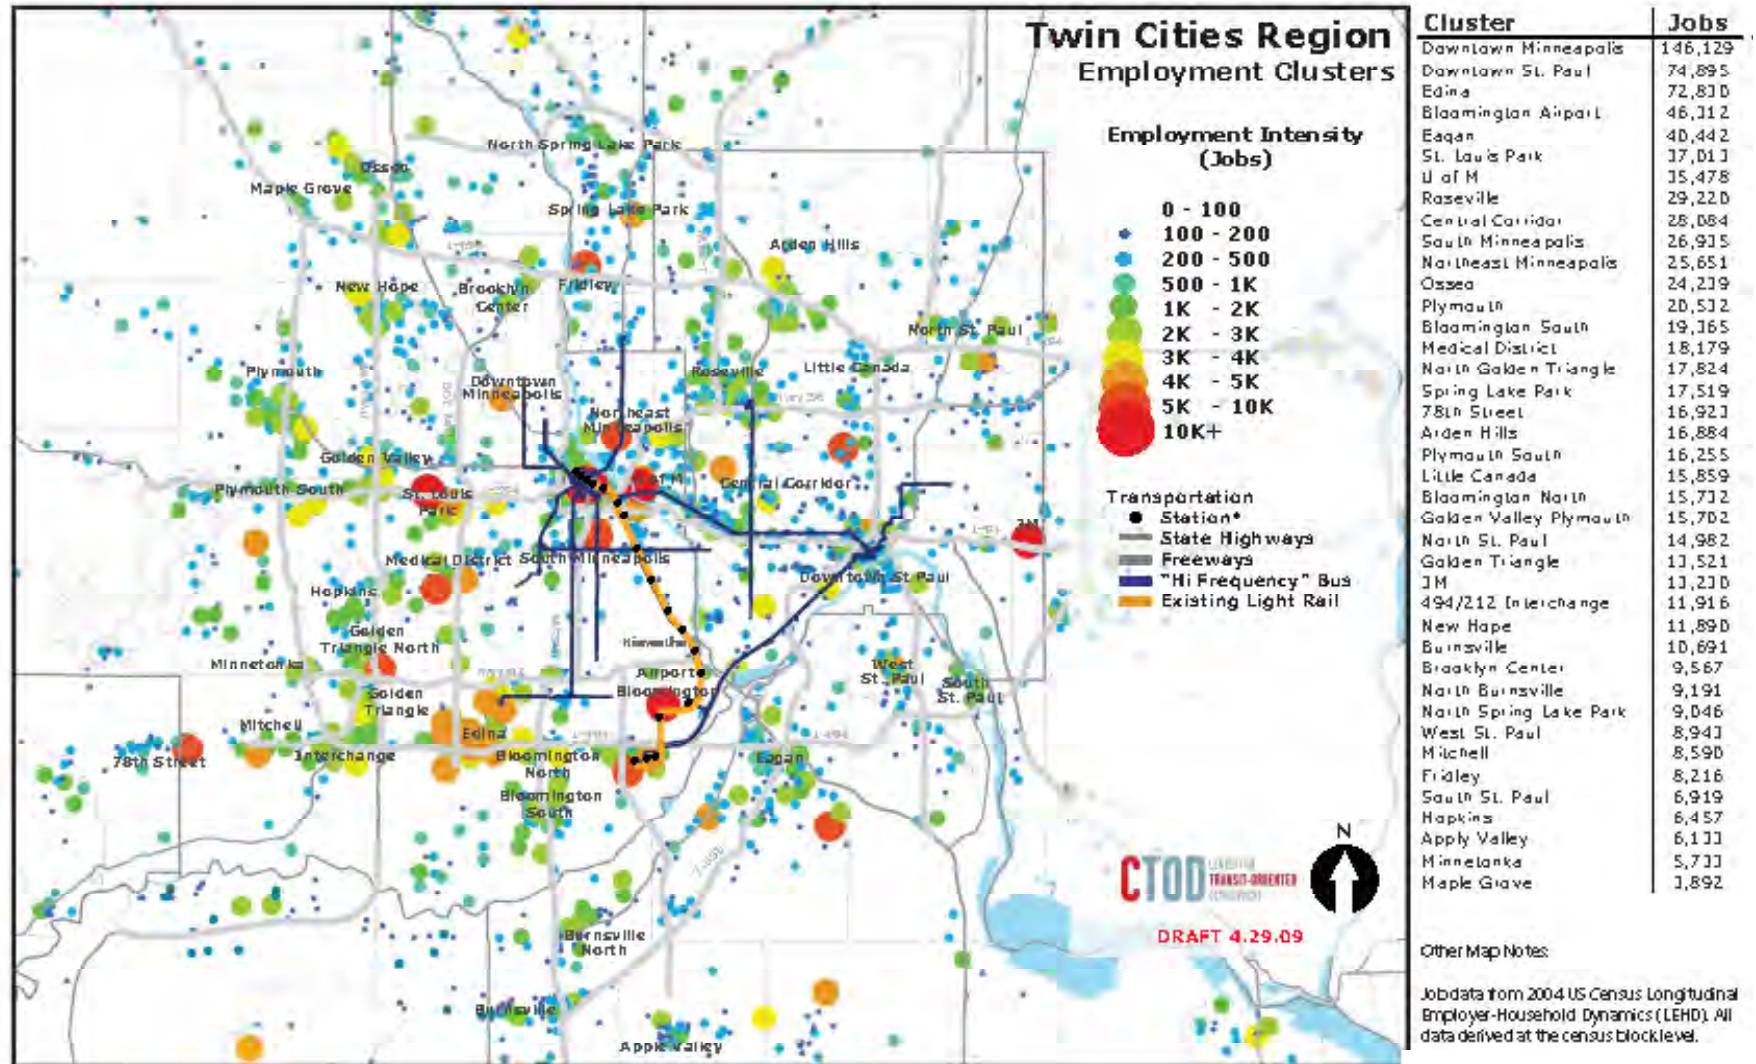 Twin Cities Region
Employment Clusters
Employment Intensity
(Jobs)
0 - 100
100 - 200
200 - 500
500 - 1K
1K - 2K
2K - 3K
3K - 4K
4K - 5K
5K - 10K
10K+
Transportation
Station*
State Highways
Freeways
"Hi Frequency" Bus
Existing Light Rail
North Spring Lake Park
Osseo
Maple Grove
Spring Lake Park
Arden Hills
New Hope
Brooklyn
Center
Fridley
North St. Paul
Plymouth
Downtown
Minneapolis
Roseville
Little Canada
Northeast
Minneapolis
Golden Valley
Plymouth South
St. Louis
Park
U of M
Central Corridor
3M
Medical District
South Minneapolis
Downtown St Paul
Hopkins
Golden
Triangle North
Minnetonka
Hiawatha
Airport
Bloomington
West
St. Paul
South
St. Paul
Golden
Triangle
Mitchell
Edina
78th Street
Interchange
Bloomington
North
Eagan
Bloomington
South
Burnsville
North
Burnsville
Apple Valley
I-494
N
CTOD
TRANSIT-ORIENTED
DRAFT 4.29.09
Cluster Jobs
Downtown Minneapolis 146,129
Downtown St. Paul 74,895
Edina 72,830
Bloomington Airport 46,312
Eagan 40,442
St. Louis Park 37,013
U of M 35,478
Roseville 29,220
Central Corridor 28,084
South Minneapolis 26,935
Northeast Minneapolis 25,651
Osseo 24,239
Plymouth 20,532
Bloomington South 19,365
Medical District 18,179
North Golden Triangle 17,824
Spring Lake Park 17,519
78th Street 16,923
Arden Hills 16,884
Plymouth South 16,255
Little Canada 15,859
Bloomington North 15,732
Golden Valley Plymouth 15,702
North St. Paul 14,982
Golden Triangle 13,521
3M 13,230
494/212 Interchange 11,916
New Hope 11,890
Burnsville 10,691
Brooklyn Center 9,567
North Burnsville 9,191
North Spring Lake Park 9,046
West St. Paul 8,943
Mitchell 8,590
Fridley 8,216
South St. Paul 6,919
Hopkins 6,457
Apply Valley 6,133
Minnetonka 5,733
Maple Grove 3,892
Other Map Notes:
Job data from 2004 US Census Longitudinal
Employer-Household Dynamics (LEHD). All
data derived at the census block level.